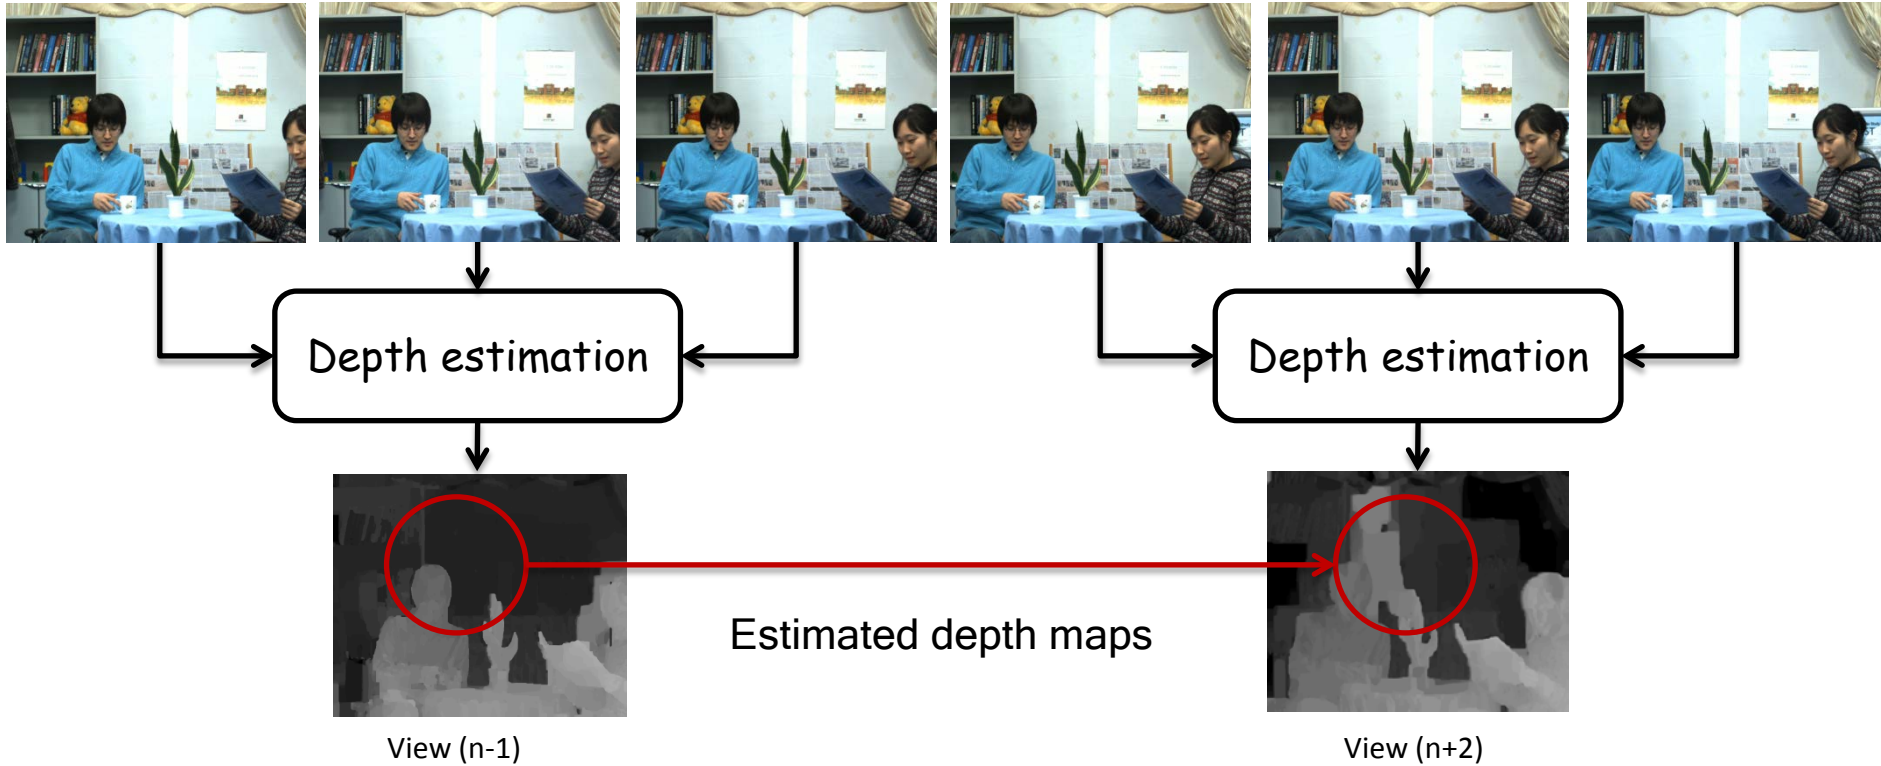 Depth estimation
Depth estimation
Estimated depth maps
View (n-1)
View (n+2)